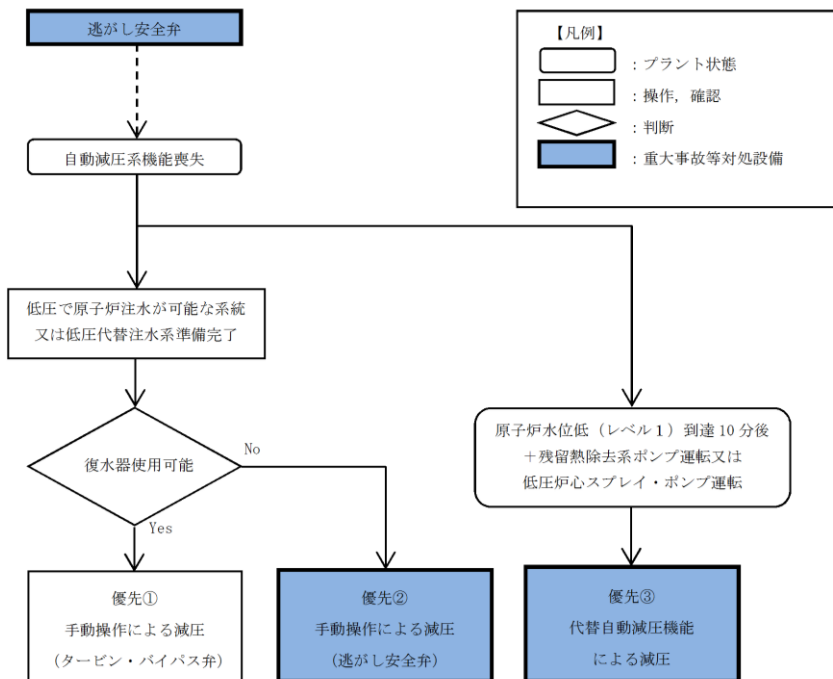 逃がし安全弁
【凡例】
：プラント状態
：操作，確認
：判断
：重大事故等対処設備
自動減圧系機能喪失
低圧で原子炉注水が可能な系統
又は低圧代替注水系準備完了
原子炉水位低（レベル１）到達10分後
＋残留熱除去系ポンプ運転又は
低圧炉心スプレイ・ポンプ運転
復水器使用可能
No
Yes
優先①
手動操作による減圧
（タービン・バイパス弁）
優先②
手動操作による減圧
（逃がし安全弁）
優先③
代替自動減圧機能
による減圧